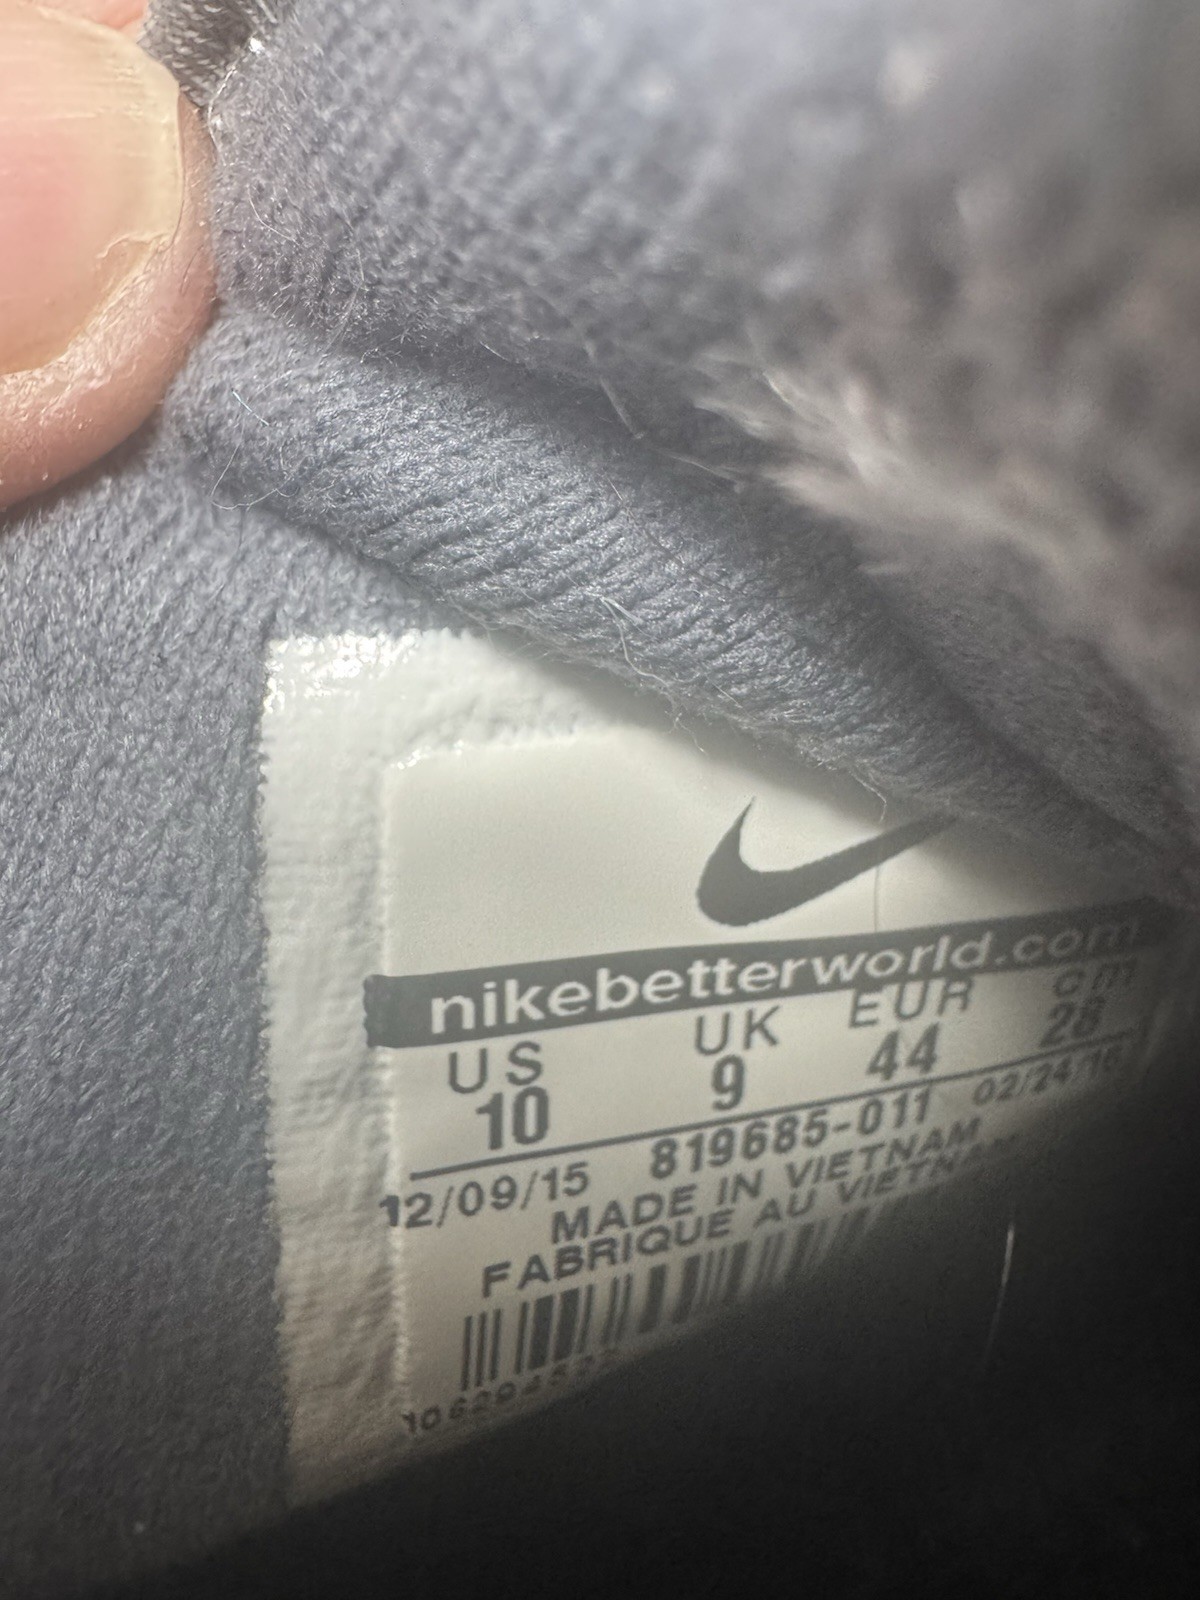 nikebetterworld.com
US UK EUR cm
10 9 44 28
12/09/15 819685-011 02/24/16
MADE IN VIETNAM
FABRIQUE AU VIETNAM